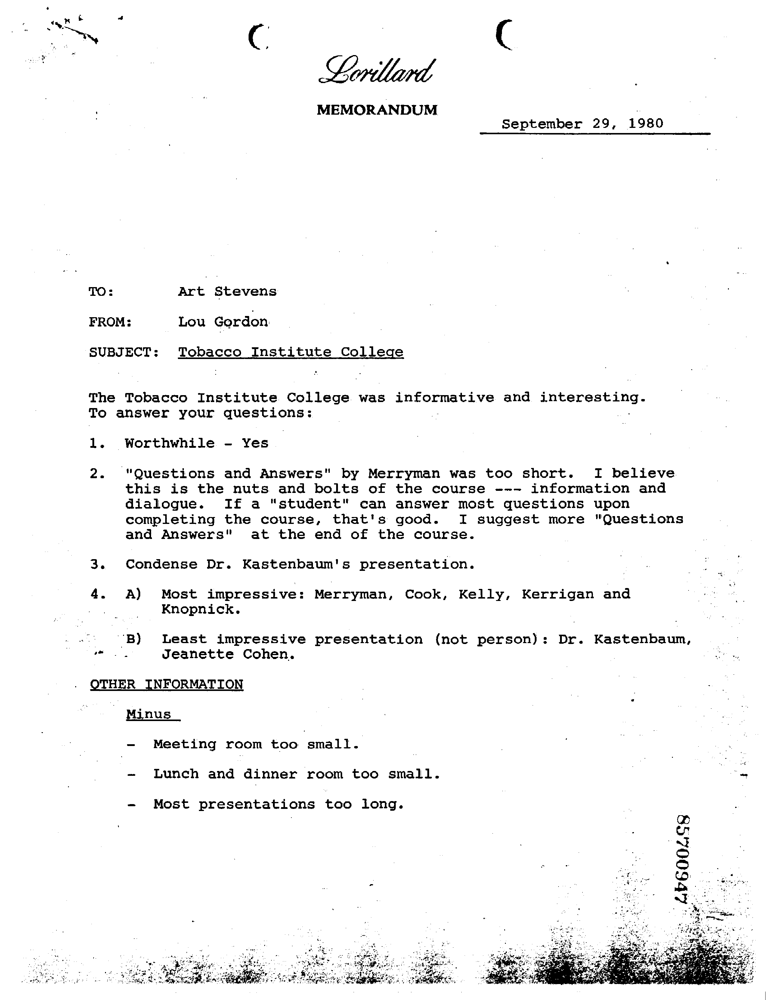 Lorillard
MEMORANDUM
September 29, 1980
TO: Art Stevens
FROM: Lou Gordon
SUBJECT: Tobacco Institute College
The Tobacco Institute College was informative and interesting.
To answer your questions:
1. Worthwhile - Yes
2. "Questions and Answers" by Merryman was too short. I believe
this is the nuts and bolts of the course --- information and
dialogue. If a "student" can answer most questions upon
completing the course, that's good. I suggest more "Questions
and Answers" at the end of the course.
3. Condense Dr. Kastenbaum's presentation.
4. A) Most impressive: Merryman, Cook, Kelly, Kerrigan and
Knopnick.
B) Least impressive presentation (not person): Dr. Kastenbaum,
Jeanette Cohen.
OTHER INFORMATION
Minus
- Meeting room too small.
- Lunch and dinner room too small.
- Most presentations too long.
85700947